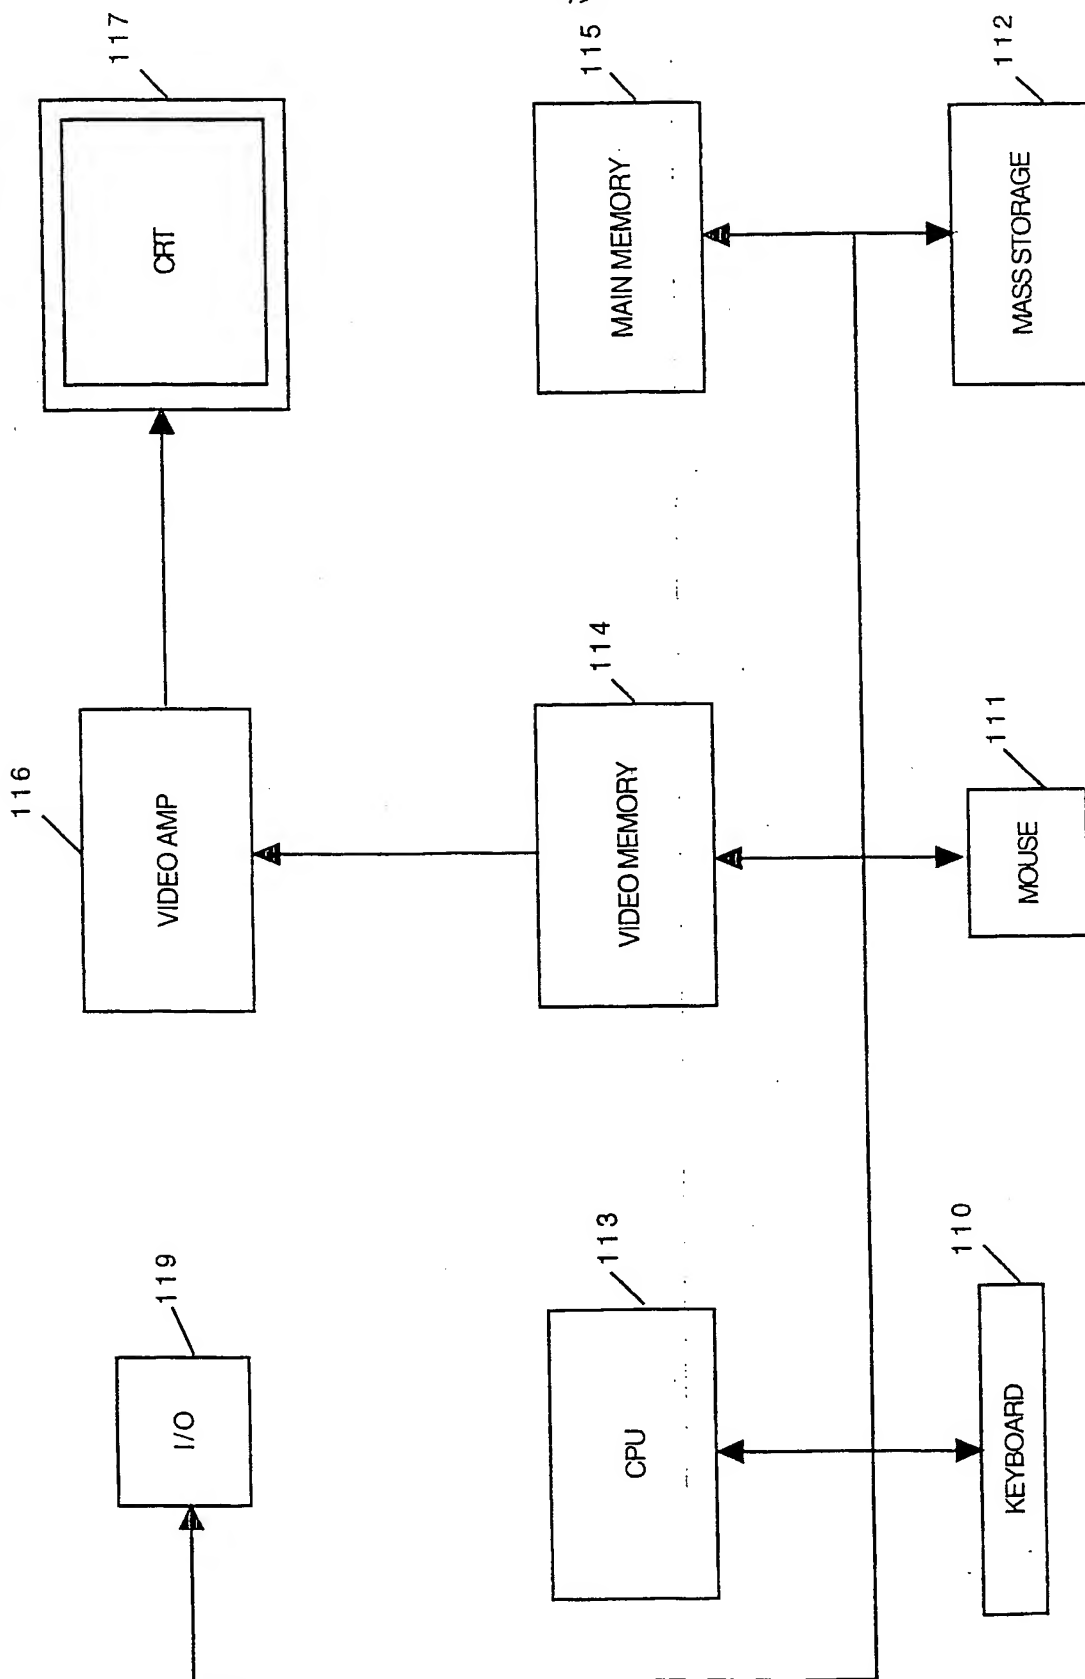 119
I/O
116
VIDEO AMP
117
CRT
113
CPU
114
VIDEO MEMORY
115
MAIN MEMORY
110
KEYBOARD
111
MOUSE
112
MASS STORAGE